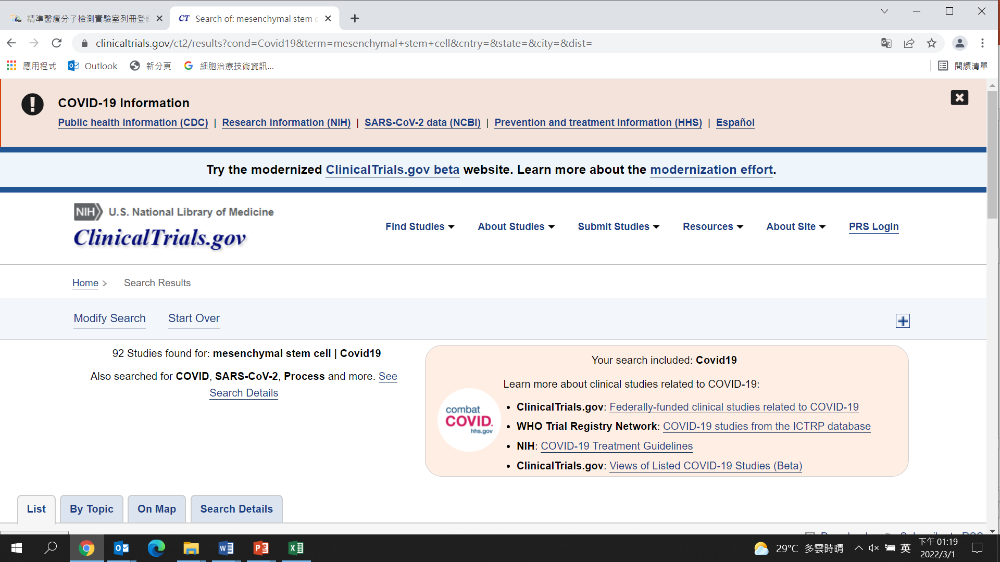 精準醫療分子檢測實驗室列冊登
CT Search of: mesenchymal stem c
clinicaltrials.gov/ct2/results?cond=Covid19&term=mesenchymal+stem+cell&cntry=&state=&city=&dist=
應用程式 Outlook 新分頁 細胞治療技術資訊... 閱讀清單
COVID-19 Information
Public health information (CDC) | Research information (NIH) | SARS-CoV-2 data (NCBI) | Prevention and treatment information (HHS) | Español
Try the modernized ClinicalTrials.gov beta website. Learn more about the modernization effort.
NIH U.S. National Library of Medicine
ClinicalTrials.gov
Find Studies About Studies Submit Studies Resources About Site PRS Login
Home > Search Results
Modify Search Start Over
92 Studies found for: mesenchymal stem cell | Covid19
Also searched for COVID, SARS-CoV-2, Process and more. See
Search Details
Your search included: Covid19
Learn more about clinical studies related to COVID-19:
combat
COVID.
hhs.gov
• ClinicalTrials.gov: Federally-funded clinical studies related to COVID-19
• WHO Trial Registry Network: COVID-19 studies from the ICTRP database
• NIH: COVID-19 Treatment Guidelines
• ClinicalTrials.gov: Views of Listed COVID-19 Studies (Beta)
List By Topic On Map Search Details
29°C 多雲時晴 英 下午 01:19
2022/3/1